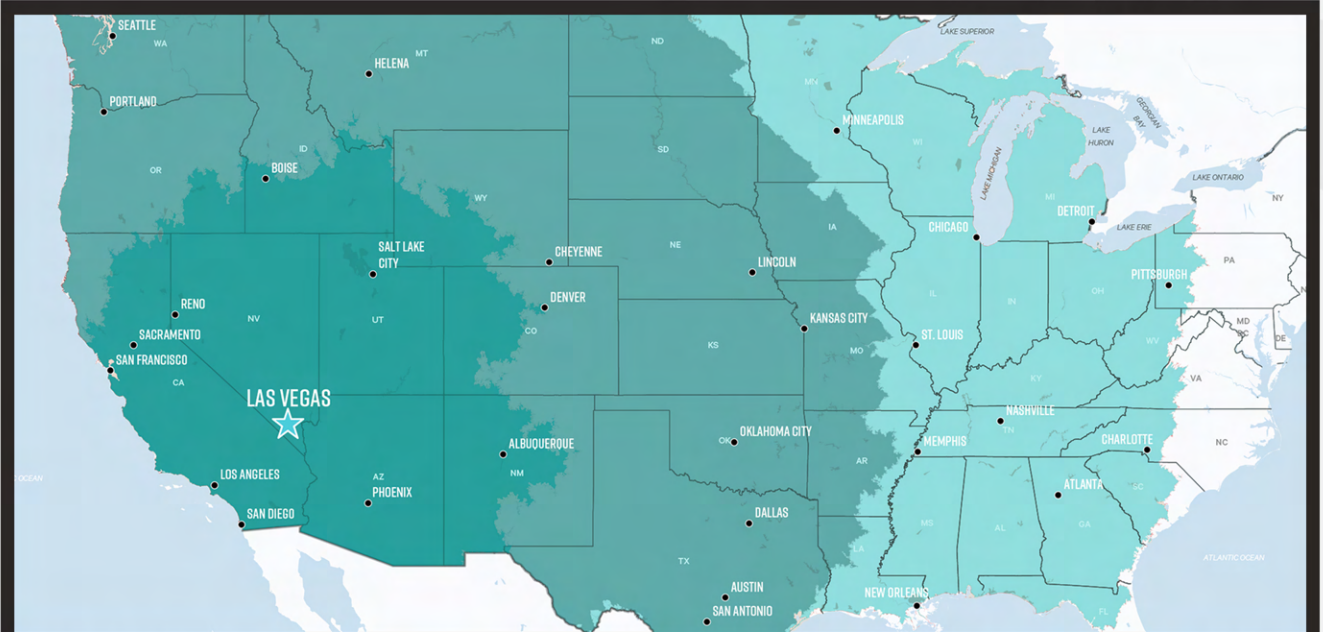 SEATTLE
WA
MT
HELENA
ND
LAKE SUPERIOR
MN
PORTLAND
MINNEAPOLIS
GEORGIAN
BAY
LAKE
HURON
OR
ID
BOISE
SD
WI
LAKE MICHIGAN
LAKE ONTARIO
WY
MI
NY
DETROIT
IA
CHICAGO
LAKE ERIE
SALT LAKE
CITY
CHEYENNE
NE
LINCOLN
PA
PITTSBURGH
RENO
DENVER
IL
IN
OH
NV
UT
CO
KANSAS CITY
MD
DE
SACRAMENTO
KS
MO
ST. LOUIS
WV
SAN FRANCISCO
CA
KY
VA
LAS VEGAS
NASHVILLE
TN
ALBUQUERQUE
OK
OKLAHOMA CITY
MEMPHIS
CHARLOTTE
NC
LOS ANGELES
AZ
NM
AR
C OCEAN
PHOENIX
ATLANTA
SC
SAN DIEGO
DALLAS
MS
AL
GA
TX
LA
ATLANTIC OCEAN
AUSTIN
NEW ORLEANS
SAN ANTONIO
FL